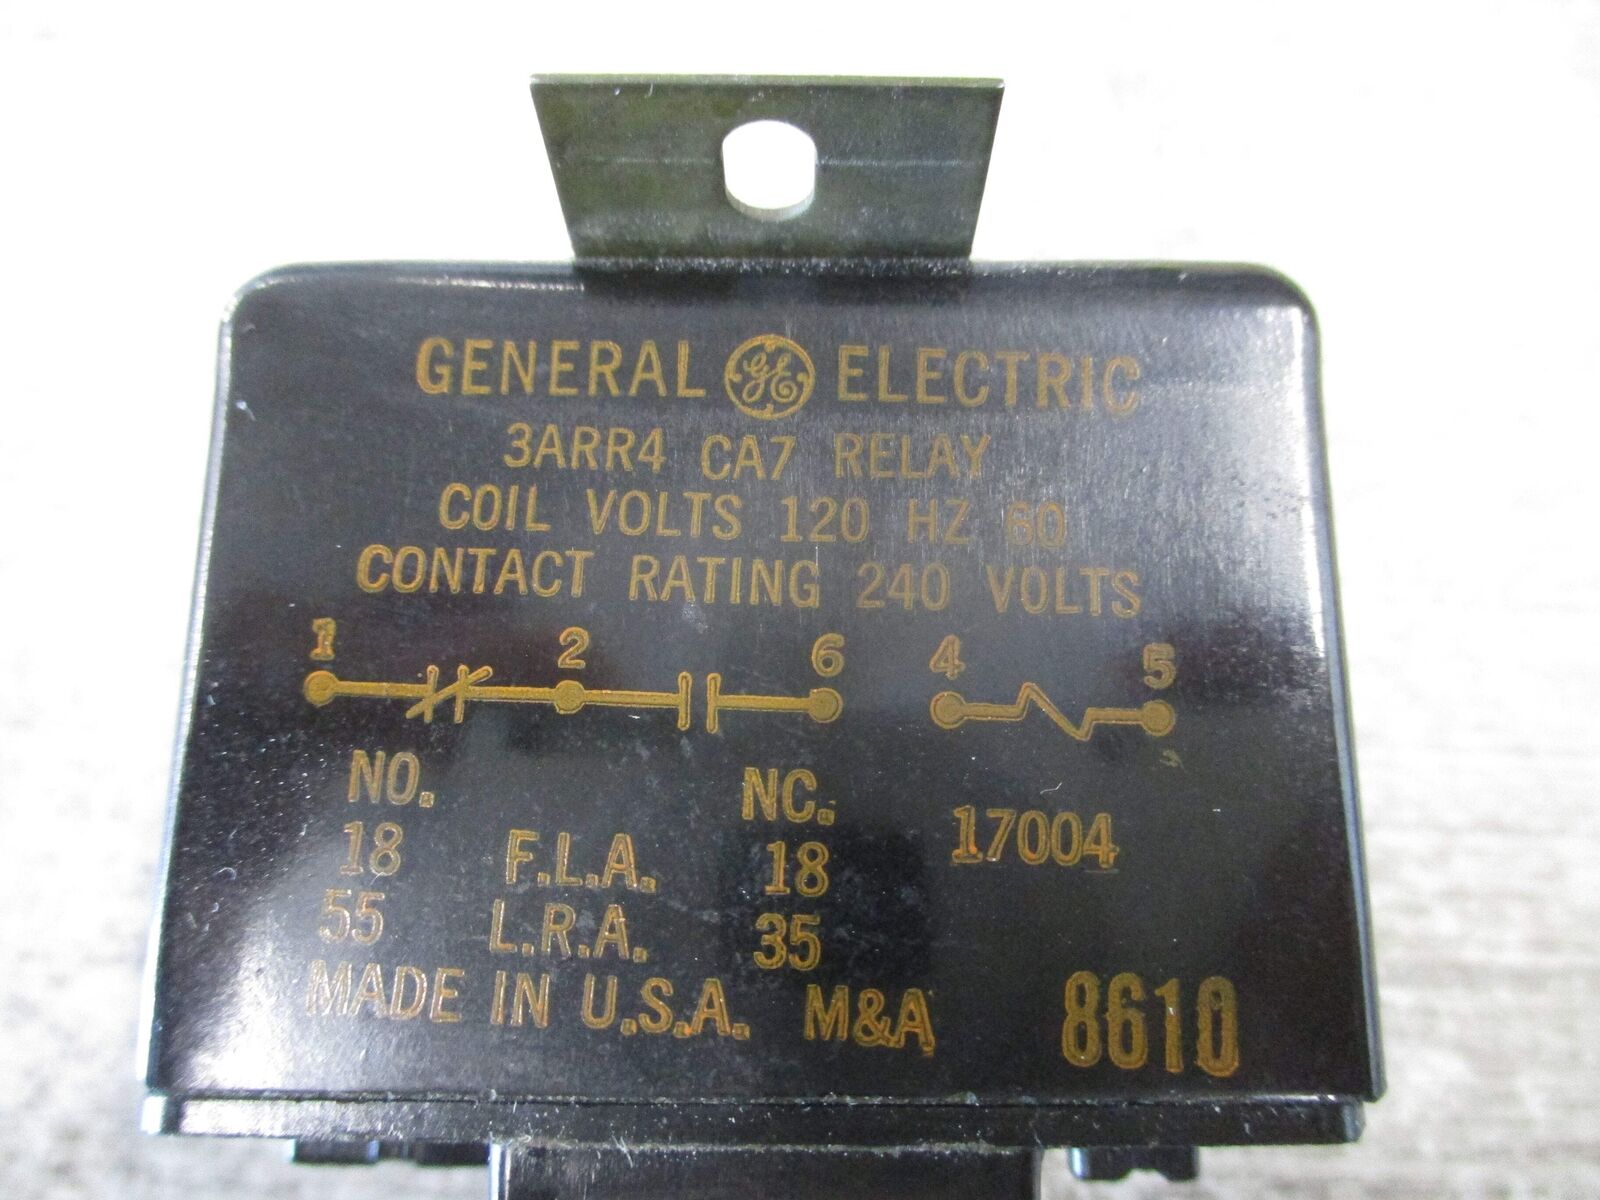 GENERAL GE ELECTRIC
3ARR4 CA7 RELAY
COIL VOLTS 120 HZ 60
CONTACT RATING 240 VOLTS
1 2 6 4 5
NO. NC.
18 F.L.A. 18 17004
55 L.R.A. 35
MADE IN U.S.A. M&A 8610